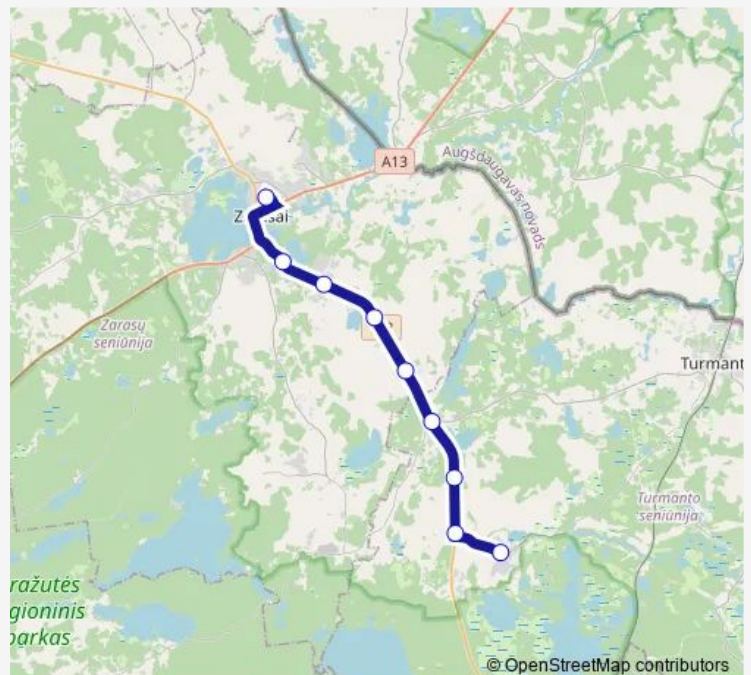 A13
Augšdaugavas novads
Zarasų
seniūnija
Turmant
Turmanto
seniūnija
ražutės
gioninis
parkas
© OpenStreetMap contributors